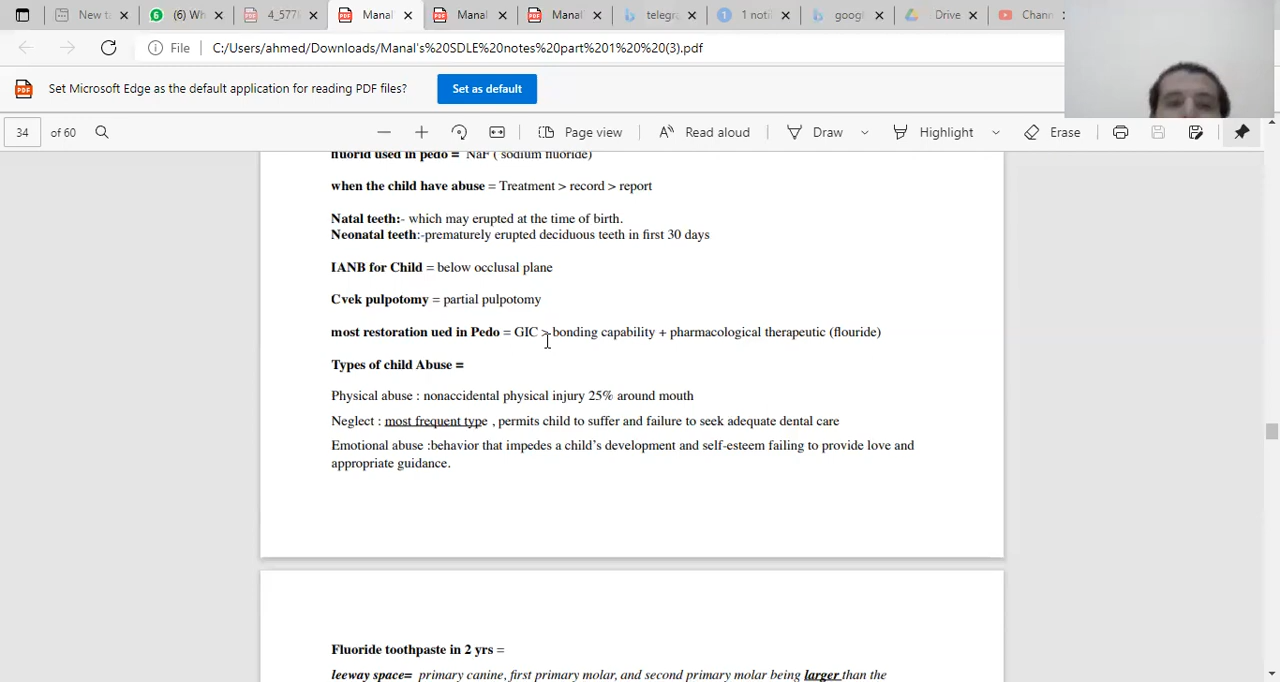 New ta
(6) Wh
4_577
Manal
Manal
Manal
telegra
1 noti
goog
Drive
Chann
File
C:/Users/ahmed/Downloads/Manal's%20SDLE%20notes%20part%201%20%20(3).pdf
Set Microsoft Edge as the default application for reading PDF files?
Set as default
34 of 60
Page view
Read aloud
Draw
Highlight
Erase
fluorid used in pedo = NaF ( sodium fluoride)
when the child have abuse = Treatment > record > report
Natal teeth:- which may erupted at the time of birth.
Neonatal teeth:-prematurely erupted deciduous teeth in first 30 days
IANB for Child = below occlusal plane
Cvek pulpotomy = partial pulpotomy
most restoration ued in Pedo = GIC > bonding capability + pharmacological therapeutic (flouride)
Types of child Abuse =
Physical abuse : nonaccidental physical injury 25% around mouth
Neglect : most frequent type , permits child to suffer and failure to seek adequate dental care
Emotional abuse :behavior that impedes a child's development and self-esteem failing to provide love and
appropriate guidance.
Fluoride toothpaste in 2 yrs =
leeway space= primary canine, first primary molar, and second primary molar being larger than the